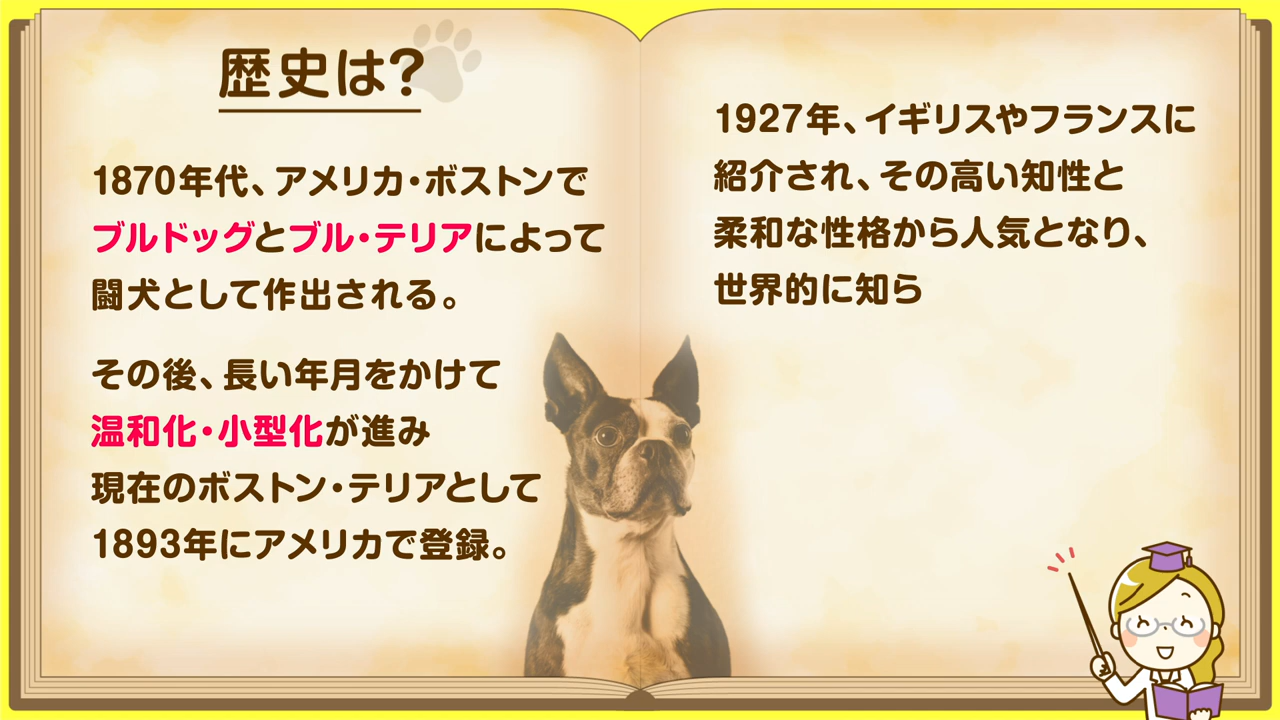 歴史は?
1870年代、アメリカ・ボストンで
ブルドッグとブル・テリアによって
闘犬として作出される。
その後、長い年月をかけて
温和化・小型化が進み
現在のボストン・テリアとして
1893年にアメリカで登録。
1927年、イギリスやフランスに
紹介され、その高い知性と
柔和な性格から人気となり、
世界的に知ら